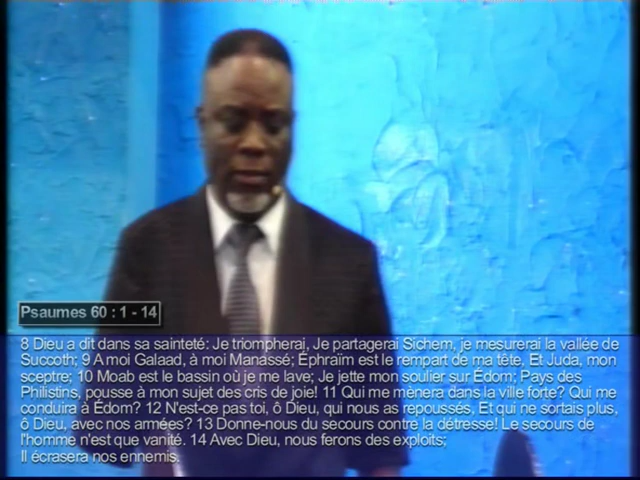 Psaumes 60 : 1 - 14
8 Dieu a dit dans sa sainteté: Je triompherai, Je partagerai Sichem, je mesurerai la vallée de
Succoth; 9 A moi Galaad, à moi Manassé; Éphraïm est le rempart de ma tête, Et Juda, mon
sceptre; 10 Moab est le bassin où je me lave; Je jette mon soulier sur Édom; Pays des
Philistins, pousse à mon sujet des cris de joie! 11 Qui me mènera dans la ville forte? Qui me
conduira à Édom? 12 N'est-ce pas toi, ô Dieu, qui nous as repoussés, Et qui ne sortais plus,
ô Dieu, avec nos armées? 13 Donne-nous du secours contre la détresse! Le secours de
l'homme n'est que vanité. 14 Avec Dieu, nous ferons des exploits;
Il écrasera nos ennemis.